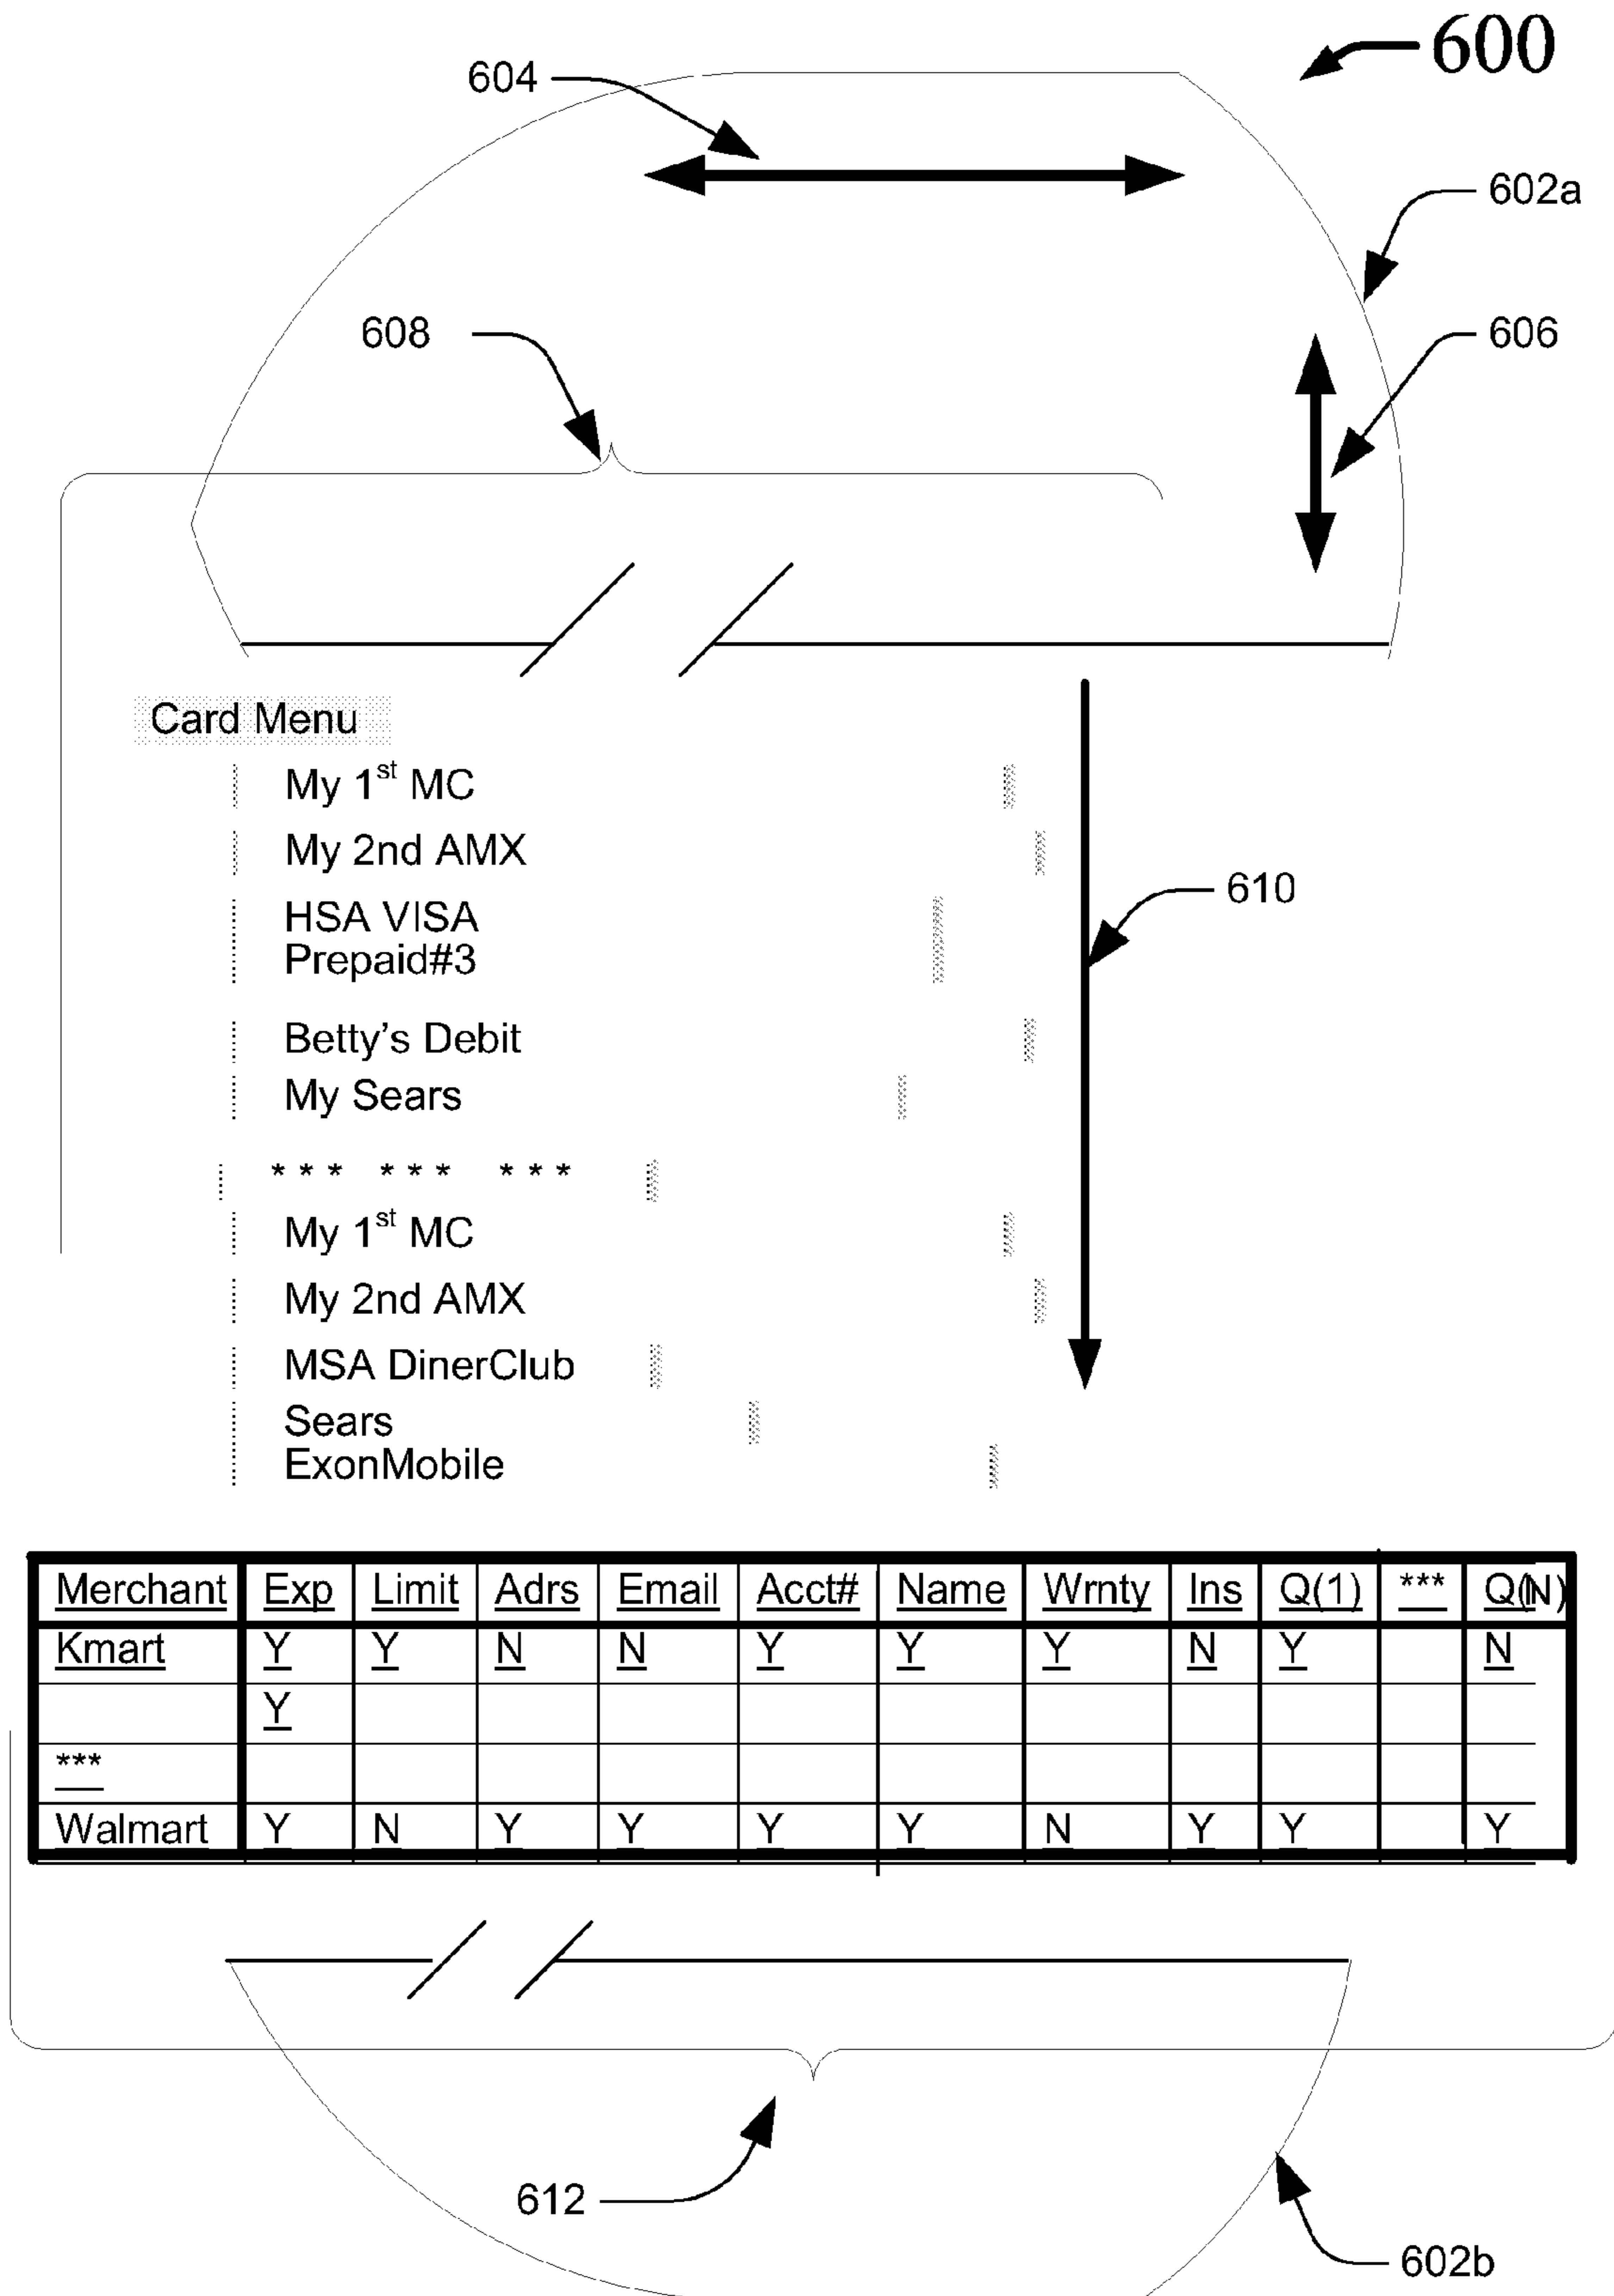 600
604
602a
608
606
Card Menu
My 1st MC
My 2nd AMX
610
HSA VISA
Prepaid#3
Betty's Debit
My Sears
*** *** ***
My 1st MC
My 2nd AMX
MSA DinerClub
Sears
ExonMobile
Merchant Exp Limit Adrs Email Acct# Name Wrnty Ins Q(1) *** Q(N)
Kmart Y Y N N Y Y Y N Y N
Y
***
Walmart Y N Y Y Y Y N Y Y Y
612
602b